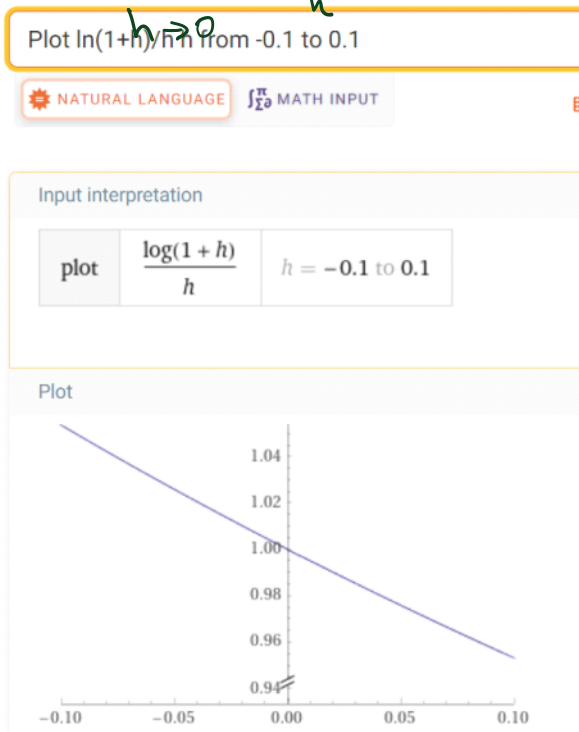 h
h→0
Plot ln(1+h)/h h from -0.1 to 0.1
NATURAL LANGUAGE ∫π Σ∂ MATH INPUT
Input interpretation
plot log(1 + h) / h h = −0.1 to 0.1
Plot
1.04
1.02
1.00
0.98
0.96
0.94
−0.10 −0.05 0.00 0.05 0.10